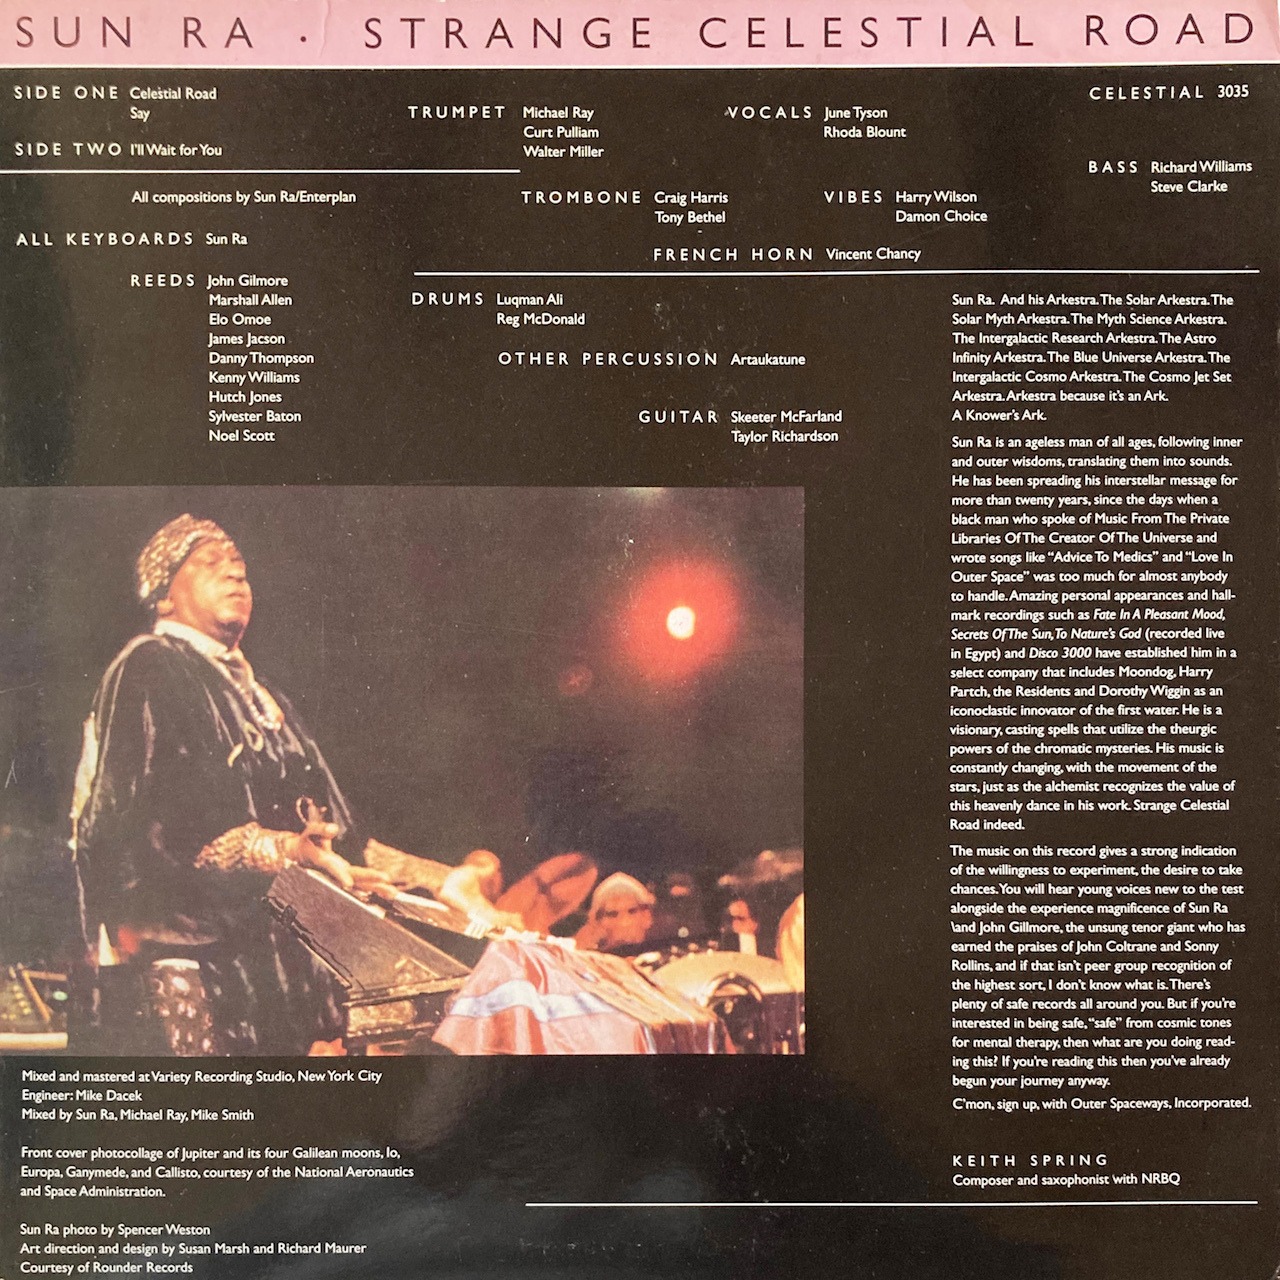 SUN RA · STRANGE CELESTIAL ROAD
SIDE ONE Celestial Road
Say
SIDE TWO I'll Wait for You
All compositions by Sun Ra/Enterplan
ALL KEYBOARDS Sun Ra
REEDS John Gilmore
Marshall Allen
Elo Omoe
James Jacson
Danny Thompson
Kenny Williams
Hutch Jones
Sylvester Baton
Noel Scott
TRUMPET Michael Ray
Curt Pulliam
Walter Miller
VOCALS June Tyson
Rhoda Blount
CELESTIAL 3035
BASS Richard Williams
Steve Clarke
TROMBONE Craig Harris
Tony Bethel
VIBES Harry Wilson
Damon Choice
FRENCH HORN Vincent Chancy
DRUMS Luqman Ali
Reg McDonald
OTHER PERCUSSION Artaukatune
GUITAR Skeeter McFarland
Taylor Richardson
Sun Ra. And his Arkestra. The Solar Arkestra. The
Solar Myth Arkestra. The Myth Science Arkestra.
The Intergalactic Research Arkestra. The Astro
Infinity Arkestra. The Blue Universe Arkestra. The
Intergalactic Cosmo Arkestra. The Cosmo Jet Set
Arkestra. Arkestra because it's an Ark.
A Knower's Ark.
Sun Ra is an ageless man of all ages, following inner
and outer wisdoms, translating them into sounds.
He has been spreading his interstellar message for
more than twenty years, since the days when a
black man who spoke of Music From The Private
Libraries Of The Creator Of The Universe and
wrote songs like “Advice To Medics” and “Love In
Outer Space” was too much for almost anybody
to handle. Amazing personal appearances and hall-
mark recordings such as Fate In A Pleasant Mood,
Secrets Of The Sun, To Nature's God (recorded live
in Egypt) and Disco 3000 have established him in a
select company that includes Moondog, Harry
Partch, the Residents and Dorothy Wiggin as an
iconoclastic innovator of the first water. He is a
visionary, casting spells that utilize the theurgic
powers of the chromatic mysteries. His music is
constantly changing, with the movement of the
stars, just as the alchemist recognizes the value of
this heavenly dance in his work. Strange Celestial
Road indeed.
The music on this record gives a strong indication
of the willingness to experiment, the desire to take
chances. You will hear young voices new to the test
alongside the experience magnificence of Sun Ra
\and John Gillmore, the unsung tenor giant who has
earned the praises of John Coltrane and Sonny
Rollins, and if that isn't peer group recognition of
the highest sort, I don't know what is. There's
plenty of safe records all around you. But if you're
interested in being safe, “safe” from cosmic tones
for mental therapy, then what are you doing read-
ing this? If you're reading this then you've already
begun your journey anyway.
C'mon, sign up, with Outer Spaceways, Incorporated.
KEITH SPRING
Composer and saxophonist with NRBQ
Mixed and mastered at Variety Recording Studio, New York City
Engineer: Mike Dacek
Mixed by Sun Ra, Michael Ray, Mike Smith
Front cover photocollage of Jupiter and its four Galilean moons, Io,
Europa, Ganymede, and Callisto, courtesy of the National Aeronautics
and Space Administration.
Sun Ra photo by Spencer Weston
Art direction and design by Susan Marsh and Richard Maurer
Courtesy of Rounder Records